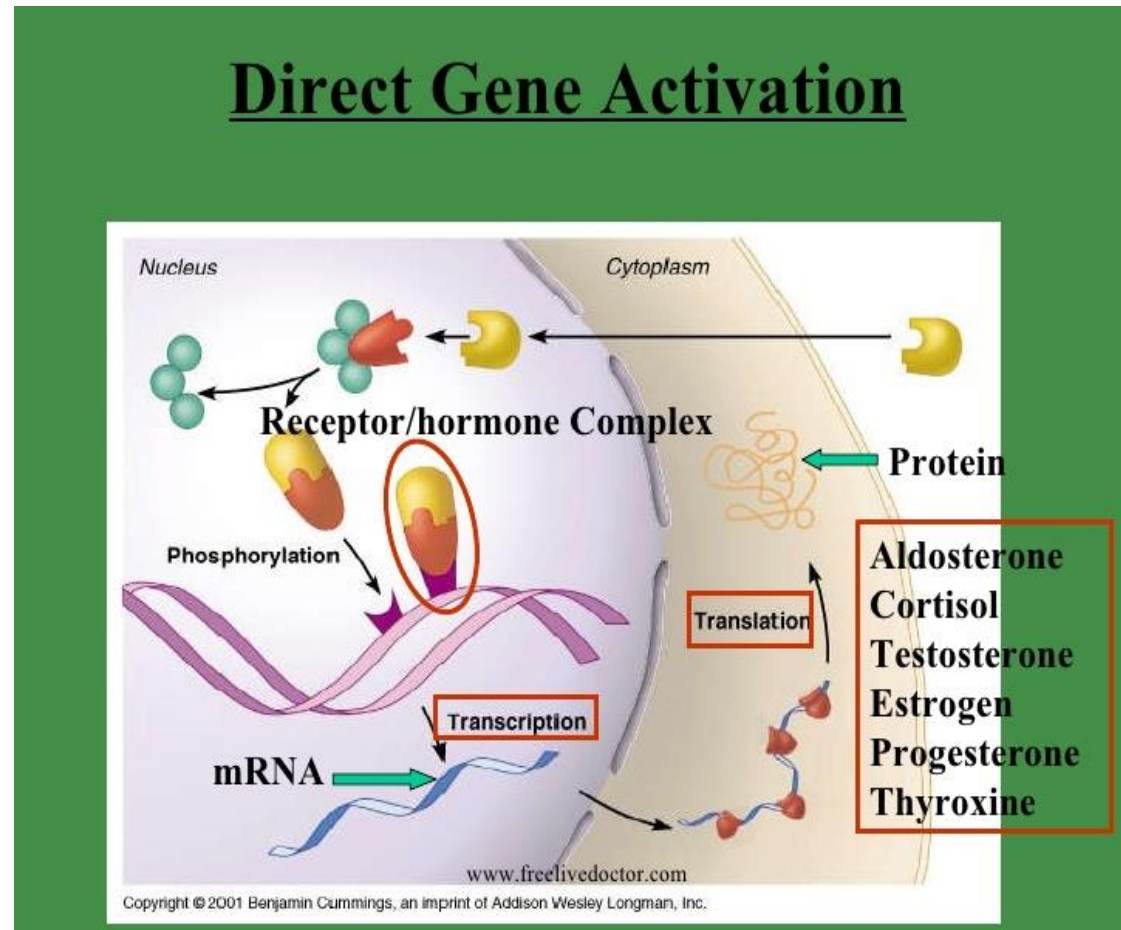 Direct Gene Activation
Nucleus
Cytoplasm
Receptor/hormone Complex
Protein
Phosphorylation
Aldosterone
Cortisol
Testosterone
Estrogen
Progesterone
Thyroxine
Translation
Transcription
mRNA
www.freelivedoctor.com
Copyright © 2001 Benjamin Cummings, an imprint of Addison Wesley Longman, Inc.